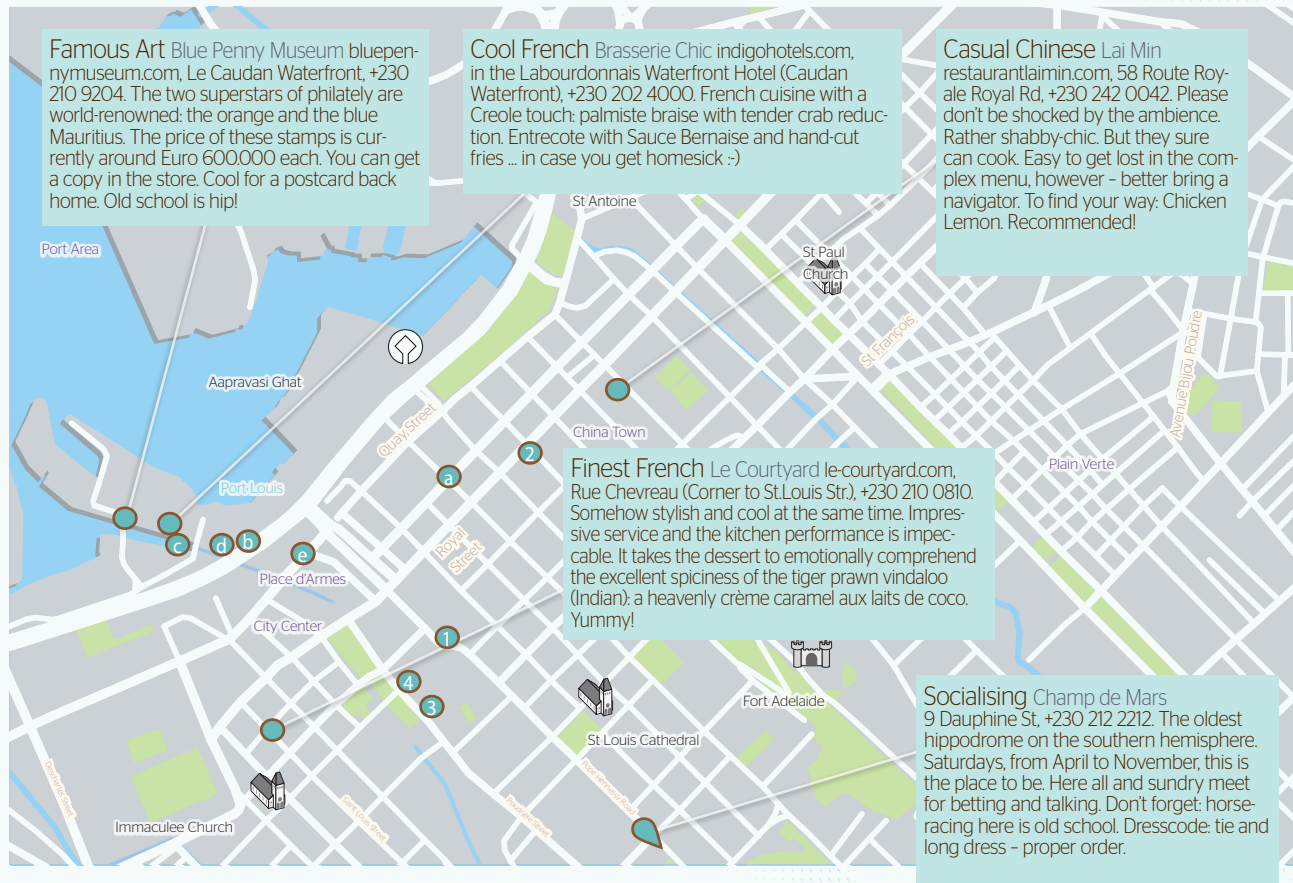 Famous Art Blue Penny Museum bluepen-
nymuseum.com, Le Caudan Waterfront, +230
210 9204. The two superstars of philately are
world-renowned: the orange and the blue
Mauritius. The price of these stamps is cur-
rently around Euro 600.000 each. You can get
a copy in the store. Cool for a postcard back
home. Old school is hip!
Cool French Brasserie Chic indigohotels.com,
in the Labourdonnais Waterfront Hotel (Caudan
Waterfront), +230 202 4000. French cuisine with a
Creole touch: palmiste braise with tender crab reduc-
tion. Entrecote with Sauce Bernaise and hand-cut
fries ... in case you get homesick :-)
Casual Chinese Lai Min
restaurantlaimin.com, 58 Route Roy-
ale Royal Rd, +230 242 0042. Please
don't be shocked by the ambience.
Rather shabby-chic. But they sure
can cook. Easy to get lost in the com-
plex menu, however – better bring a
navigator. To find your way: Chicken
Lemon. Recommended!
St Antoine
Port Area
St Paul
Church
St François
Avenue Bijou Poudre
Aapravasi Ghat
Quay Street
China Town
2
a
Plain Verte
Port Louis
c
d
b
e
Royal
Street
Place d'Armes
City Center
1
4
3
Finest French Le Courtyard le-courtyard.com,
Rue Chevreau (Corner to St.Louis Str.), +230 210 0810.
Somehow stylish and cool at the same time. Impres-
sive service and the kitchen performance is impec-
cable. It takes the dessert to emotionally comprehend
the excellent spiciness of the tiger prawn vindaloo
(Indian): a heavenly crème caramel aux laits de coco.
Yummy!
Fort Adelaide
St Louis Cathedral
Immaculee Church
Deschartes Street
Saint Louis Street
Poudriere Street
Pope Hennessy Road
Socialising Champ de Mars
9 Dauphine St, +230 212 2212. The oldest
hippodrome on the southern hemisphere.
Saturdays, from April to November, this is
the place to be. Here all and sundry meet
for betting and talking. Don't forget: horse-
racing here is old school. Dresscode: tie and
long dress – proper order.